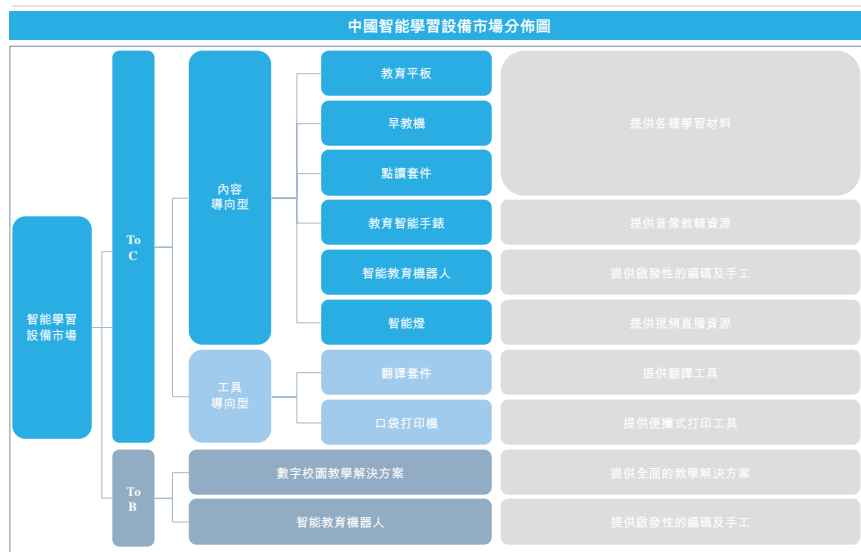 中國智能學習設備市場分佈圖
智能學習
設備市場
To
C
內容
導向型
教育平板
早教機
點讀套件
提供各種學習材料
教育智能手錶
提供音像教輔資源
智能教育機器人
提供啟發性的編碼及手工
智能燈
提供視頻直播資源
工具
導向型
翻譯套件
提供翻譯工具
口袋打印機
提供便攜式打印工具
To
B
數字校園教學解決方案
提供全面的教學解決方案
智能教育機器人
提供啟發性的編碼及手工